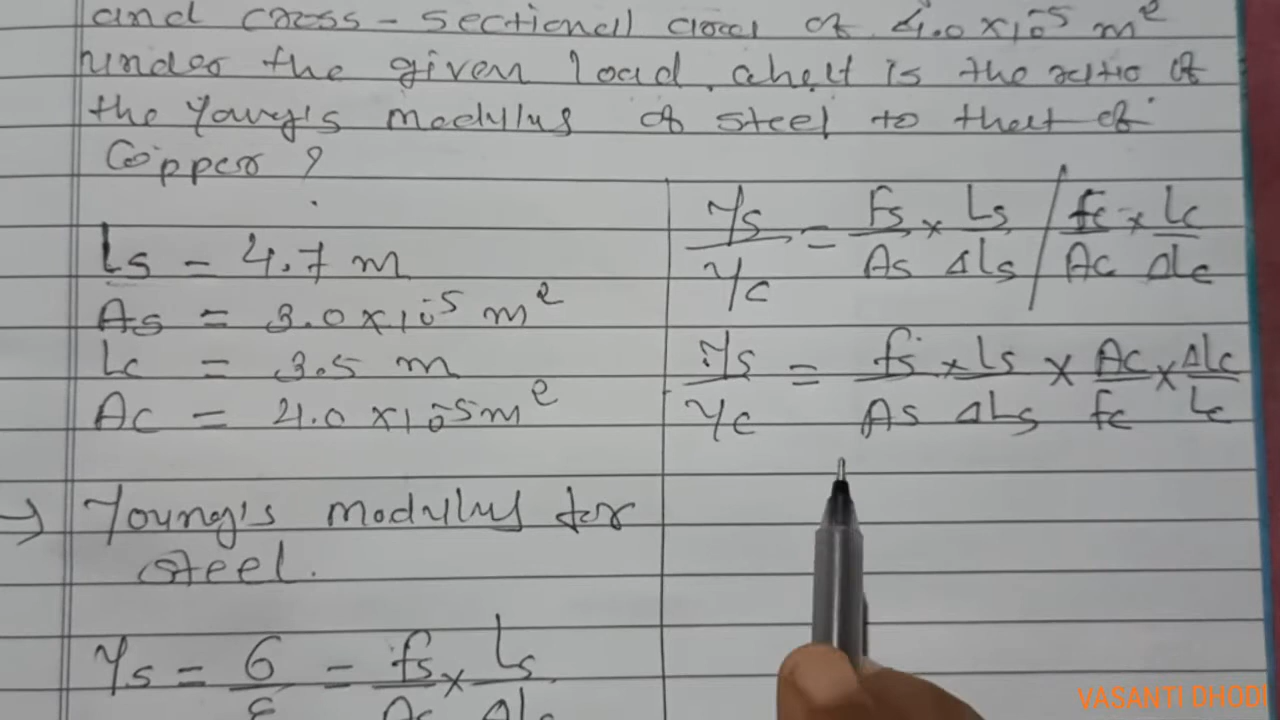 and cross-sectional area of 4.0×10⁻⁵ m²
under the given load. what is the ratio of
the Young's modulus of steel to that of
Copper ?
Ls = 4.7 m
As = 3.0×10⁻⁵ m²
Lc = 3.5 m
Ac = 4.0×10⁻⁵ m²
→ Young's modulus for
steel.
Ys = б/ε = fs/As × Ls/ΔLs
Ys/Yc = Fs/As × Ls/ΔLs / fc/Ac × Lc/ΔLc
Ys/Yc = fs/As × Ls/ΔLs × Ac/fc × ΔLc/Lc
VASANTI DHODI